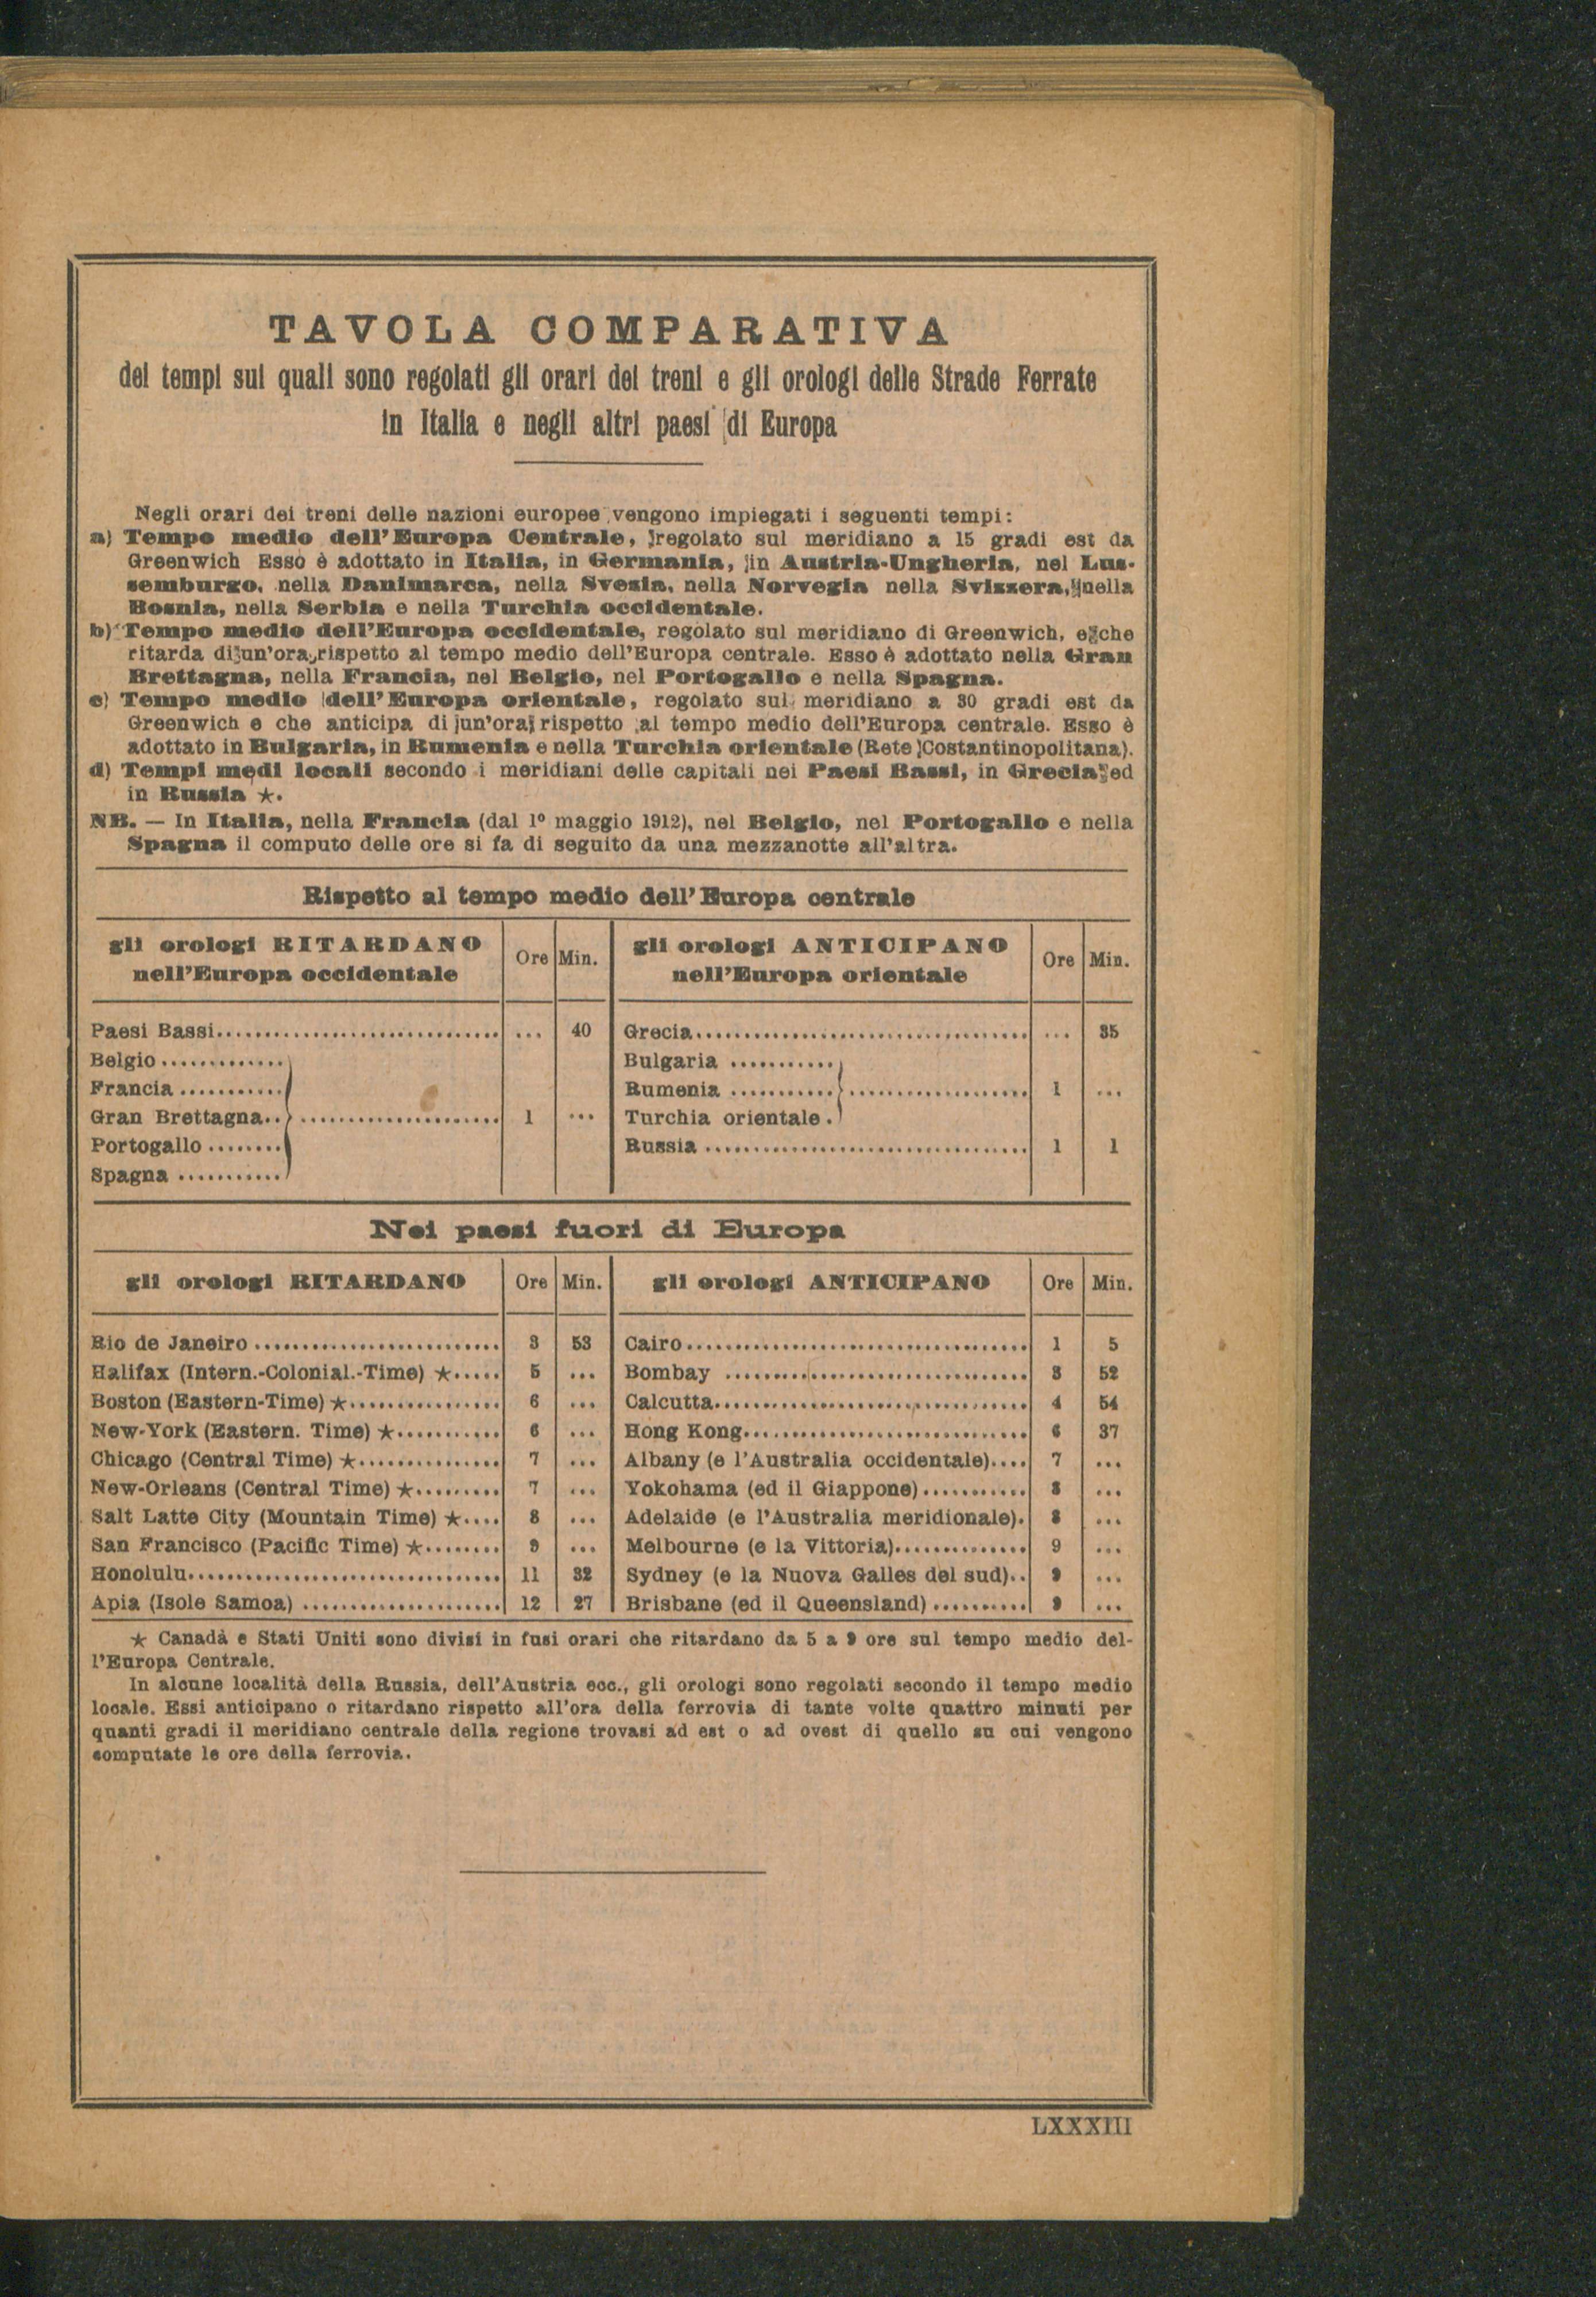 TAVOLA COMPARATIVA
dei tempi sui quali sono regolati gli orari dei treni e gli orologi delle Strade Ferrate
in Italia e negli altri paesi di Europa
Negli orari dei treni delle nazioni europee vengono impiegati i seguenti tempi:
a) Tempo medio dell'Europa Centrale, regolato sul meridiano a 15 gradi est da
Greenwich Esso è adottato in Italia, in Germania, in Austria-Ungheria, nel Lus-
semburgo, nella Danimarca, nella Svezia, nella Norvegia nella Svizzera, nella
Bosnia, nella Serbia e nella Turchia occidentale.
b) Tempo medio dell'Europa occidentale, regolato sul meridiano di Greenwich, e che
ritarda di un'ora rispetto al tempo medio dell'Europa centrale. Esso è adottato nella Gran
Brettagna, nella Francia, nel Belgio, nel Portogallo e nella Spagna.
c) Tempo medio dell'Europa orientale, regolato sul meridiano a 30 gradi est da
Greenwich e che anticipa di un'ora rispetto al tempo medio dell'Europa centrale. Esso è
adottato in Bulgaria, in Rumenia e nella Turchia orientale (Rete Costantinopolitana).
d) Tempi medi locali secondo i meridiani delle capitali nei Paesi Bassi, in Grecia ed
in Russia ★.
NB. — In Italia, nella Francia (dal 1º maggio 1912), nel Belgio, nel Portogallo e nella
Spagna il computo delle ore si fa di seguito da una mezzanotte all'altra.
Rispetto al tempo medio dell'Europa centrale
gli orologi RITARDANO nell'Europa occidentale Ore Min. gli orologi ANTICIPANO nell'Europa orientale Ore Min.
Paesi Bassi ... 40 Grecia ... 35
Belgio Bulgaria
Francia Rumenia 1 ...
Gran Brettagna 1 ... Turchia orientale
Portogallo Russia 1 1
Spagna
Nei paesi fuori di Europa
gli orologi RITARDANO Ore Min. gli orologi ANTICIPANO Ore Min.
Rio de Janeiro 3 53 Cairo 1 5
Halifax (Intern.-Colonial.-Time) ★ 5 ... Bombay 3 52
Boston (Eastern-Time) ★ 6 ... Calcutta 4 54
New-York (Eastern. Time) ★ 6 ... Hong Kong 6 37
Chicago (Central Time) ★ 7 ... Albany (e l'Australia occidentale) 7 ...
New-Orleans (Central Time) ★ 7 ... Yokohama (ed il Giappone) 8 ...
Salt Latte City (Mountain Time) ★ 8 ... Adelaide (e l'Australia meridionale) 8 ...
San Francisco (Pacific Time) ★ 9 ... Melbourne (e la Vittoria) 9 ...
Honolulu 11 32 Sydney (e la Nuova Galles del sud) 9 ...
Apia (Isole Samoa) 12 27 Brisbane (ed il Queensland) 9 ...
★ Canadà e Stati Uniti sono divisi in fusi orari che ritardano da 5 a 9 ore sul tempo medio del-
l'Europa Centrale.
In alcune località della Russia, dell'Austria ecc., gli orologi sono regolati secondo il tempo medio
locale. Essi anticipano o ritardano rispetto all'ora della ferrovia di tante volte quattro minuti per
quanti gradi il meridiano centrale della regione trovasi ad est o ad ovest di quello su cui vengono
computate le ore della ferrovia.
LXXXIII